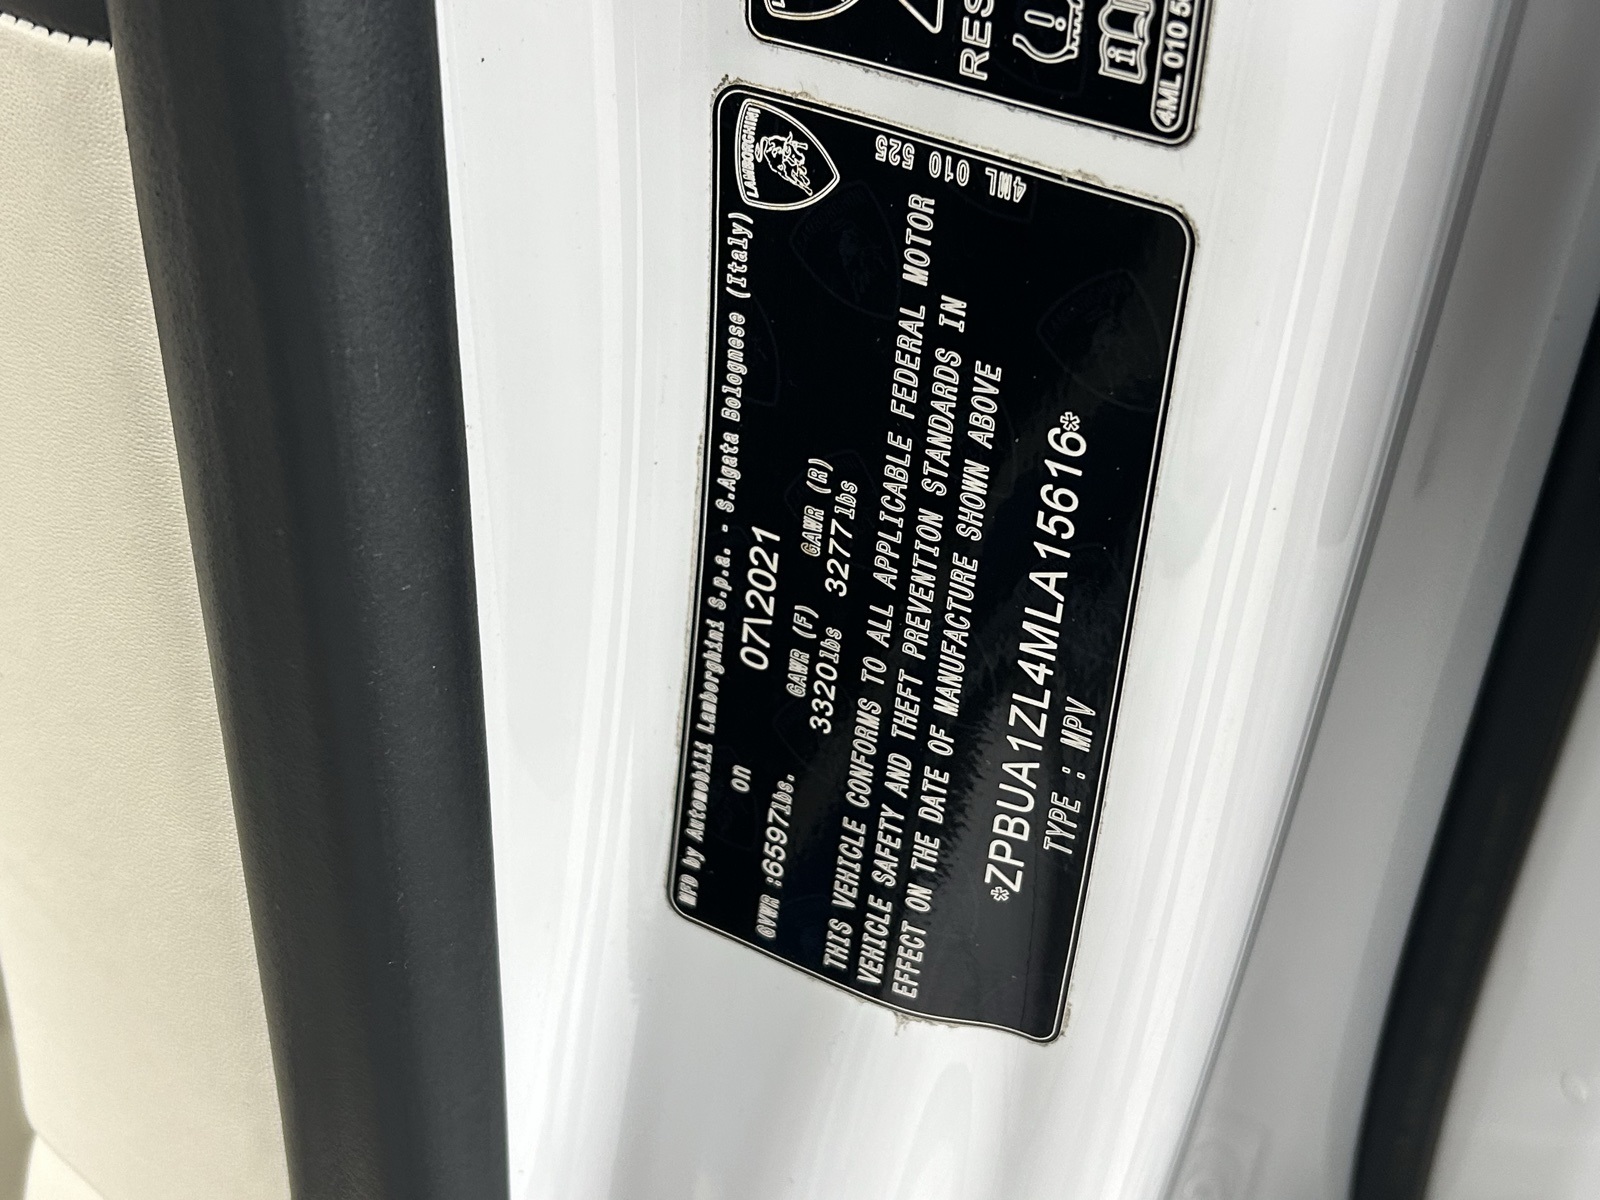 RES
4ML 010 5
LAMBORGHINI
4ML 010 525
MFD by Automobili Lamborghini S.p.a. - S.Agata Bolognese (Italy)
on 07\2021
GVWR :6597lbs.
GAWR (F) GAWR (R)
3320lbs 3277lbs
THIS VEHICLE CONFORMS TO ALL APPLICABLE FEDERAL MOTOR
VEHICLE SAFETY AND THEFT PREVENTION STANDARDS IN
EFFECT ON THE DATE OF MANUFACTURE SHOWN ABOVE
*ZPBUA1ZL4MLA15616*
TYPE : MPV